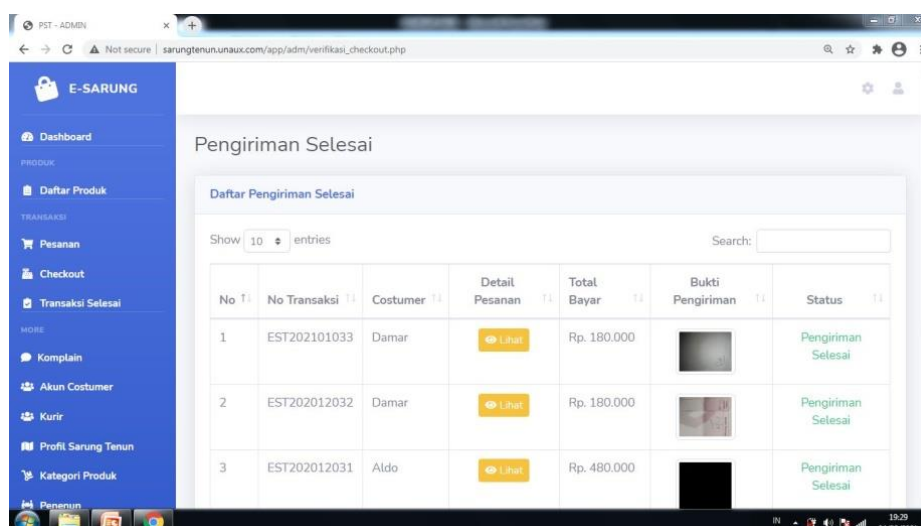 PST - ADMIN
Not secure | sarungtenun.unaux.com/app/adm/verifikasi_checkout.php
E-SARUNG
Dashboard
PRODUK
Daftar Produk
TRANSAKSI
Pesanan
Checkout
Transaksi Selesai
MORE
Komplain
Akun Costumer
Kurir
Profil Sarung Tenun
Kategori Produk
Penenun
Pengiriman Selesai
Daftar Pengiriman Selesai
Show 10 entries
Search:
No No Transaksi Costumer Detail Pesanan Total Bayar Bukti Pengiriman Status
1 EST202101033 Damar Lihat Rp. 180.000 Pengiriman Selesai
2 EST202012032 Damar Lihat Rp. 180.000 Pengiriman Selesai
3 EST202012031 Aldo Lihat Rp. 480.000 Pengiriman Selesai
IN 19:29